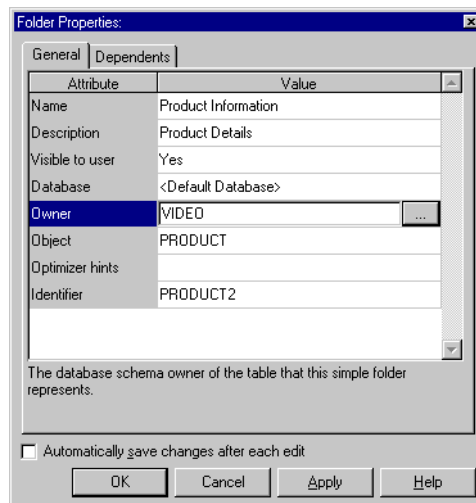 Folder Properties:
General Dependents
Attribute Value
Name Product Information
Description Product Details
Visible to user Yes
Database <Default Database>
Owner VIDEO ...
Object PRODUCT
Optimizer hints
Identifier PRODUCT2
The database schema owner of the table that this simple folder
represents.
Automatically save changes after each edit
OK Cancel Apply Help